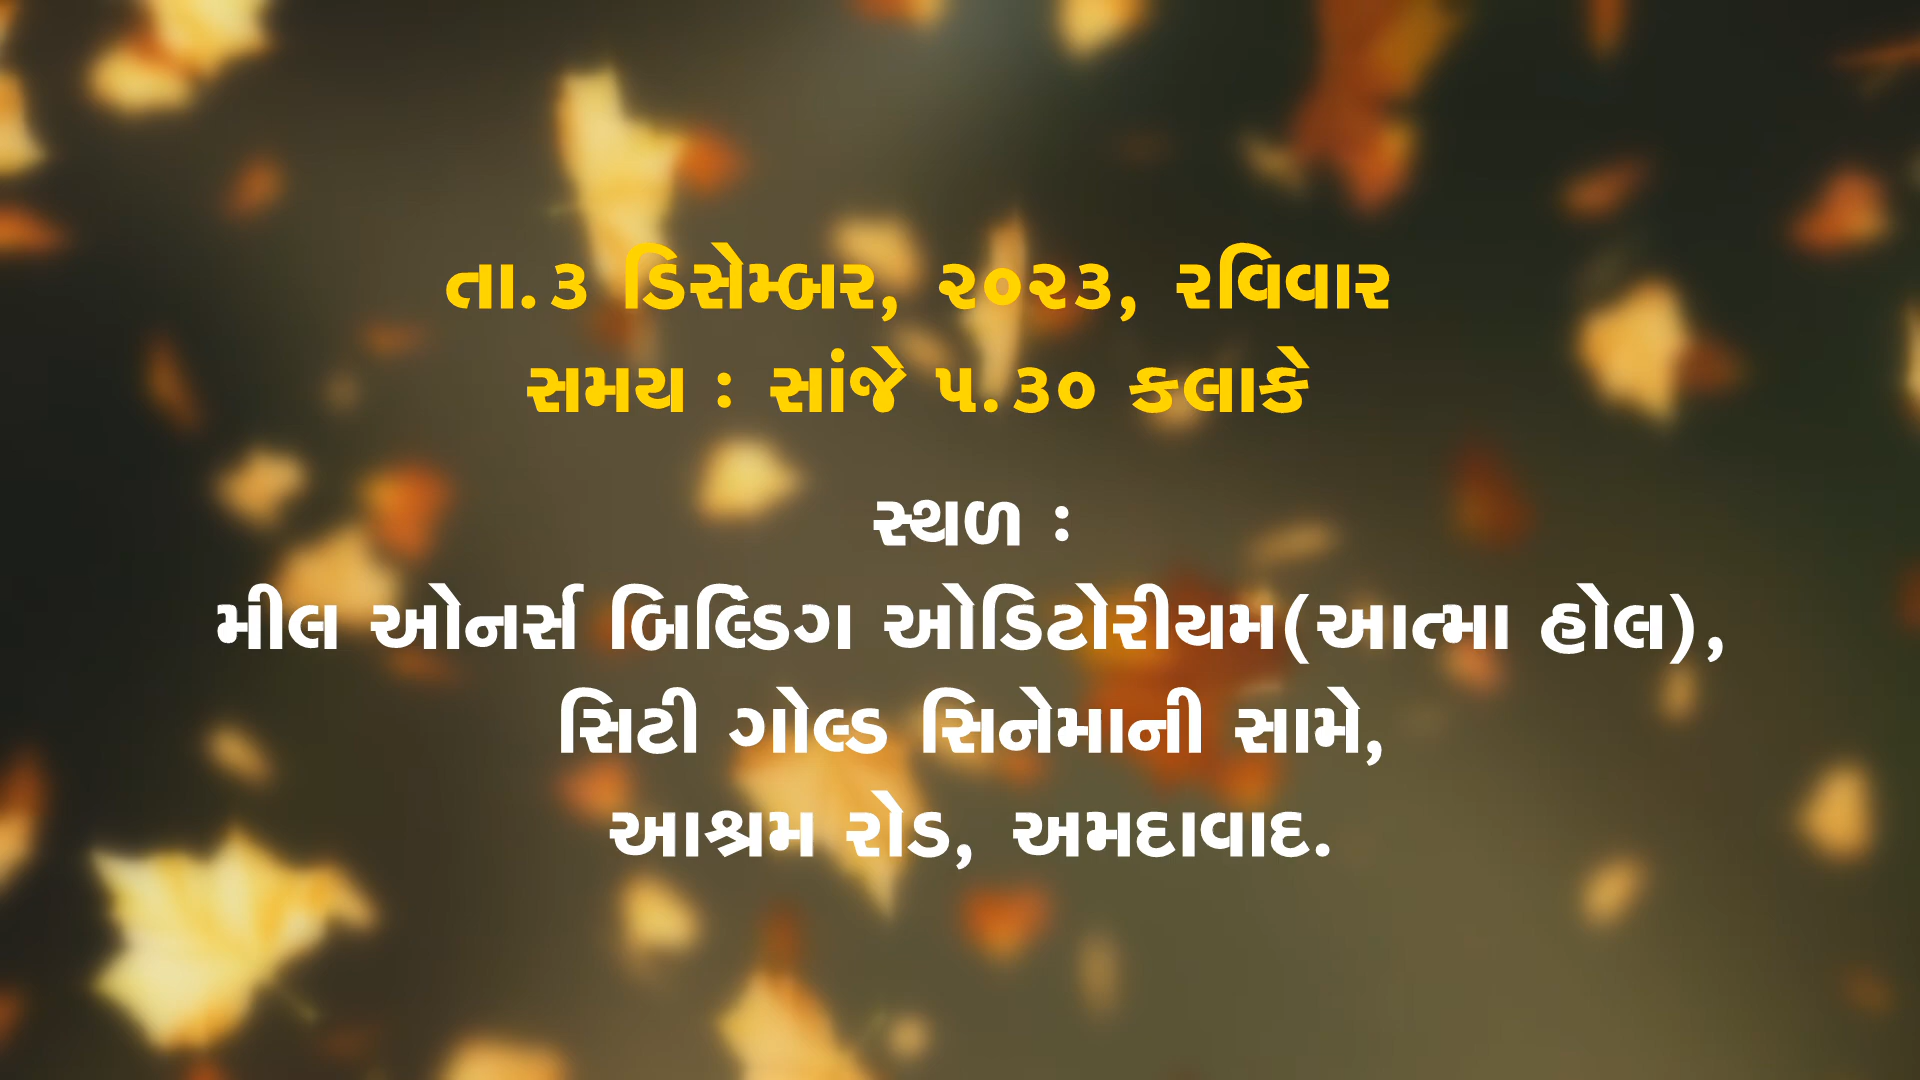 તા.૩ ડિસેમ્બર, ૨૦૨૩, રવિવાર
સમય : સાંજે ૫.૩૦ કલાકે
સ્થળ :
મીલ ઓનર્સ બિલ્ડિંગ ઓડિટોરીયમ(આત્મા હોલ),
સિટી ગોલ્ડ સિનેમાની સામે,
આશ્રમ રોડ, અમદાવાદ.